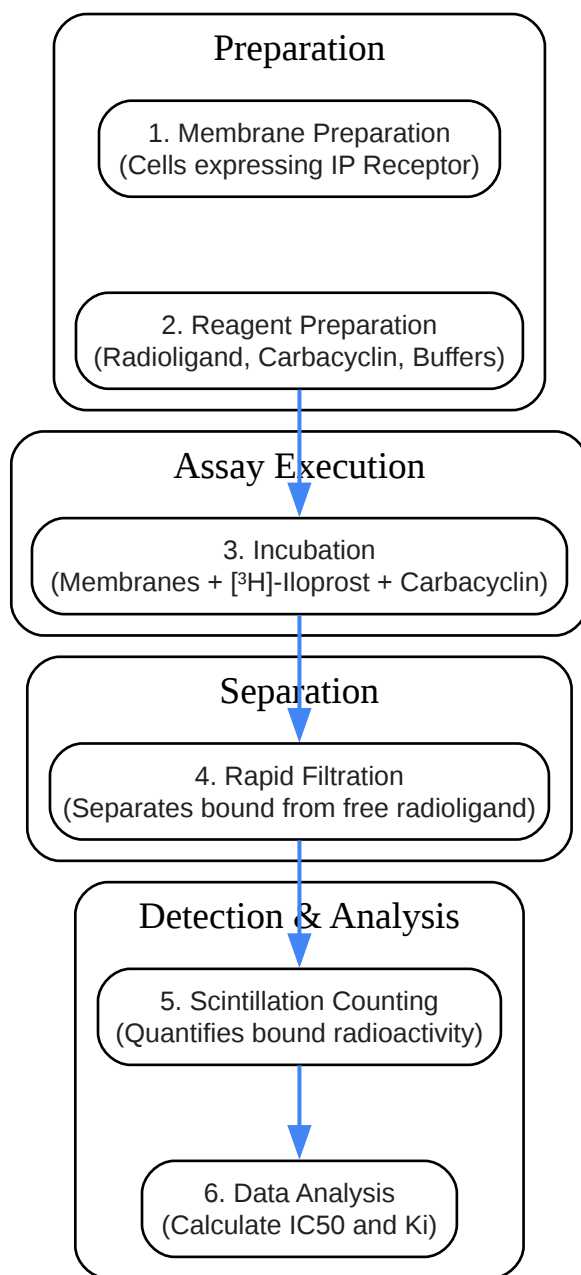 Preparation
1. Membrane Preparation
(Cells expressing IP Receptor)
2. Reagent Preparation
(Radioligand, Carbacyclin, Buffers)
Assay Execution
3. Incubation
(Membranes + [³H]-Iloprost + Carbacyclin)
Separation
4. Rapid Filtration
(Separates bound from free radioligand)
Detection & Analysis
5. Scintillation Counting
(Quantifies bound radioactivity)
6. Data Analysis
(Calculate IC50 and Ki)